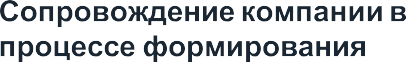 Сопровождение компании в
процессе формирования